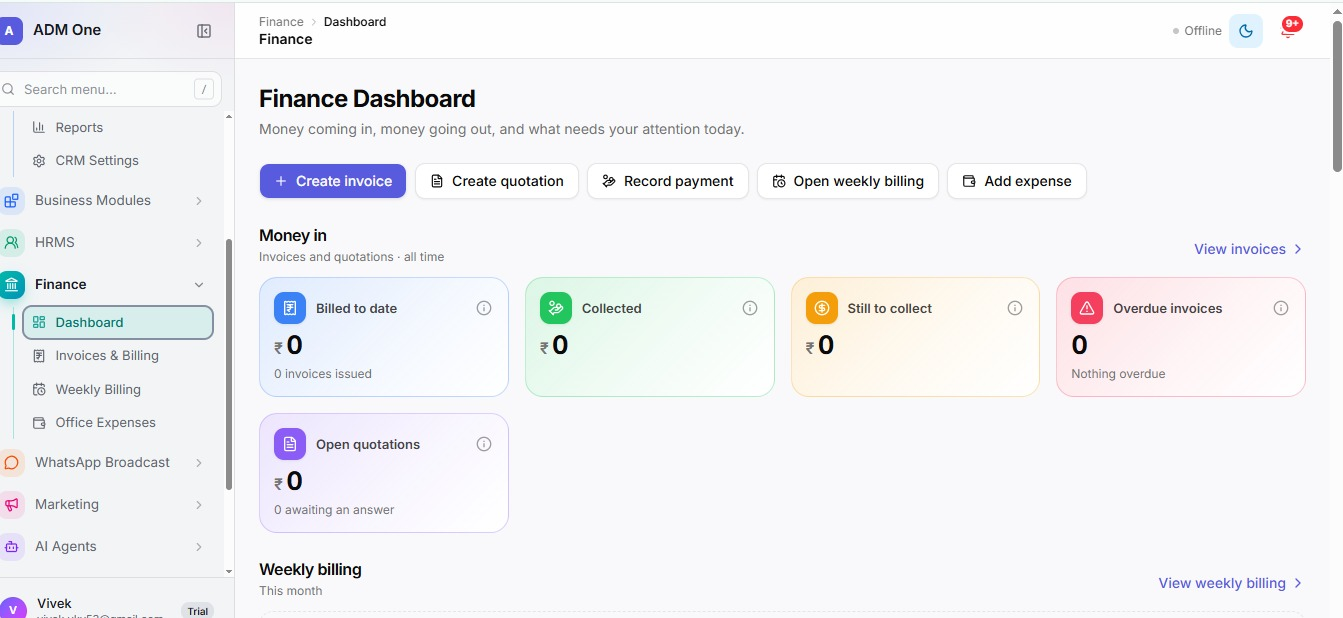 A ADM One
Search menu... /
Reports
CRM Settings
Business Modules
HRMS
Finance
Dashboard
Invoices & Billing
Weekly Billing
Office Expenses
WhatsApp Broadcast
Marketing
AI Agents
V Vivek
Trial
Finance > Dashboard
Finance
Offline
9+
Finance Dashboard
Money coming in, money going out, and what needs your attention today.
+ Create invoice
Create quotation
Record payment
Open weekly billing
Add expense
Money in
Invoices and quotations · all time
View invoices >
Billed to date
₹ 0
0 invoices issued
Collected
₹ 0
Still to collect
₹ 0
Overdue invoices
0
Nothing overdue
Open quotations
₹ 0
0 awaiting an answer
Weekly billing
This month
View weekly billing >